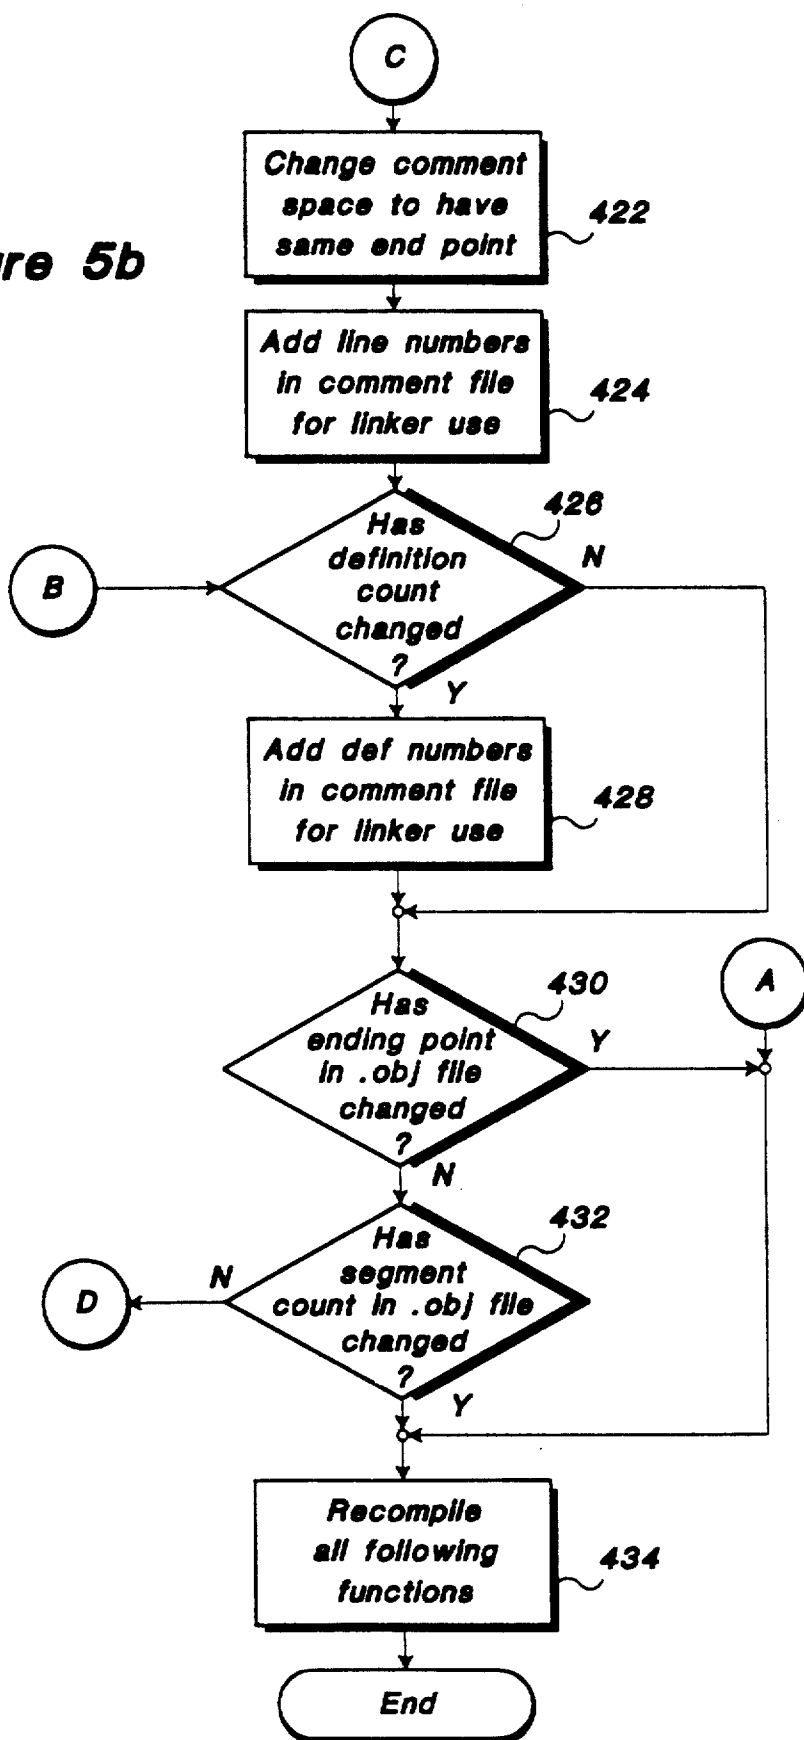 C
Change comment
space to have
same end point
422
re 5b
Add line numbers
in comment file
for linker use
424
426
Has
definition
count
changed
?
N
B
Y
Add def numbers
in comment file
for linker use
428
A
430
Has
ending point
in .obj file
changed
?
Y
N
432
Has
segment
count in .obj file
changed
?
N
D
Y
Recompile
all following
functions
434
End